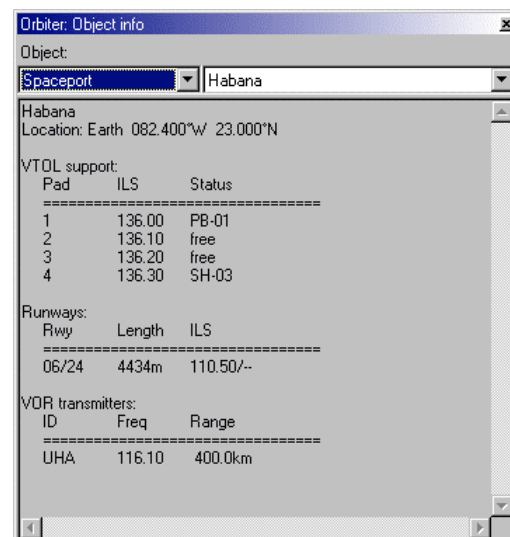 Orbiter: Object info
Object:
Spaceport Habana
Habana
Location: Earth 082.400°W 23.000°N
VTOL support:
Pad ILS Status
=================================
1 136.00 PB-01
2 136.10 free
3 136.20 free
4 136.30 SH-03
Runways:
Rwy Length ILS
=================================
06/24 4434m 110.50/--
VOR transmitters:
ID Freq Range
=================================
UHA 116.10 400.0km